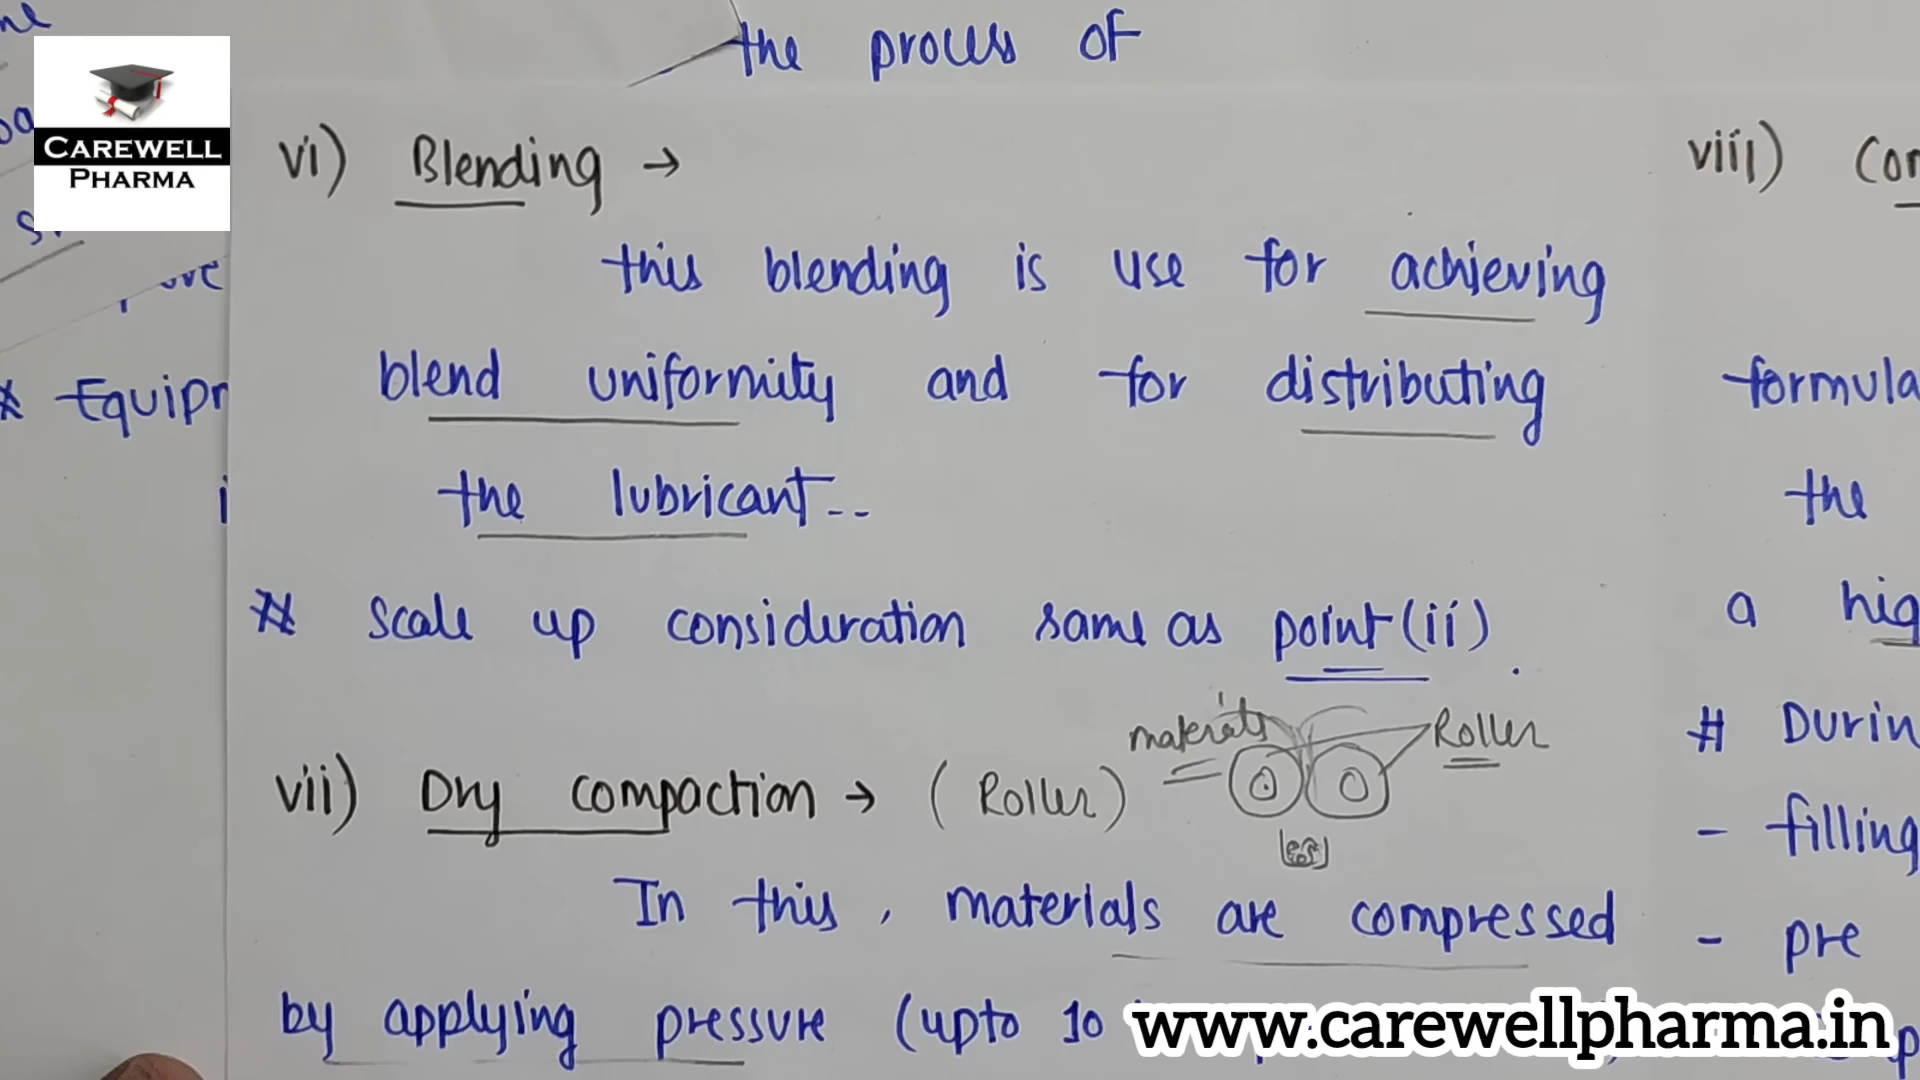 the process of
CAREWELL
PHARMA
vi) Blending →
this blending is use for achieving
blend uniformity and for distributing
the lubricant..
* scale up consideration same as point (ii).
vii) Dry compaction → (Roller)
materials
Roller
In this, materials are compressed
by applying pressure (upto 10
* Equipm
viii) Com
formula
the
a hig
# Durin
- filling
- pre
www.carewellpharma.in